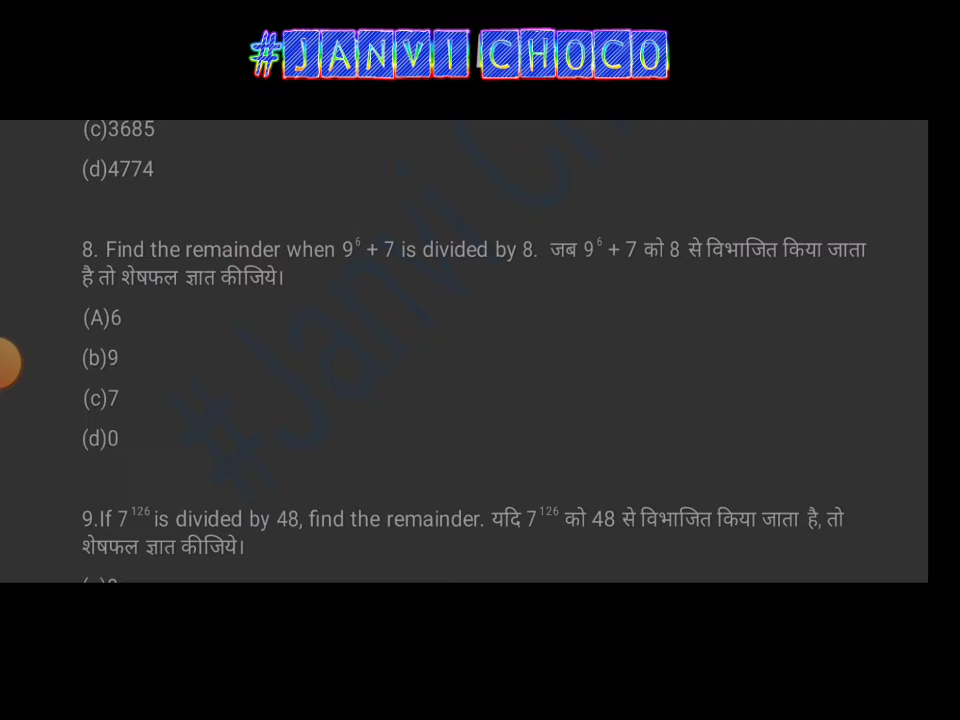 #JANVI CHOCO
(c)3685
(d)4774
8. Find the remainder when 9⁶ + 7 is divided by 8. जब 9⁶ + 7 को 8 से विभाजित किया जाता
है तो शेषफल ज्ञात कीजिये।
(A)6
(b)9
(c)7
(d)0
9.If 7¹²⁶ is divided by 48, find the remainder. यदि 7¹²⁶ को 48 से विभाजित किया जाता है, तो
शेषफल ज्ञात कीजिये।